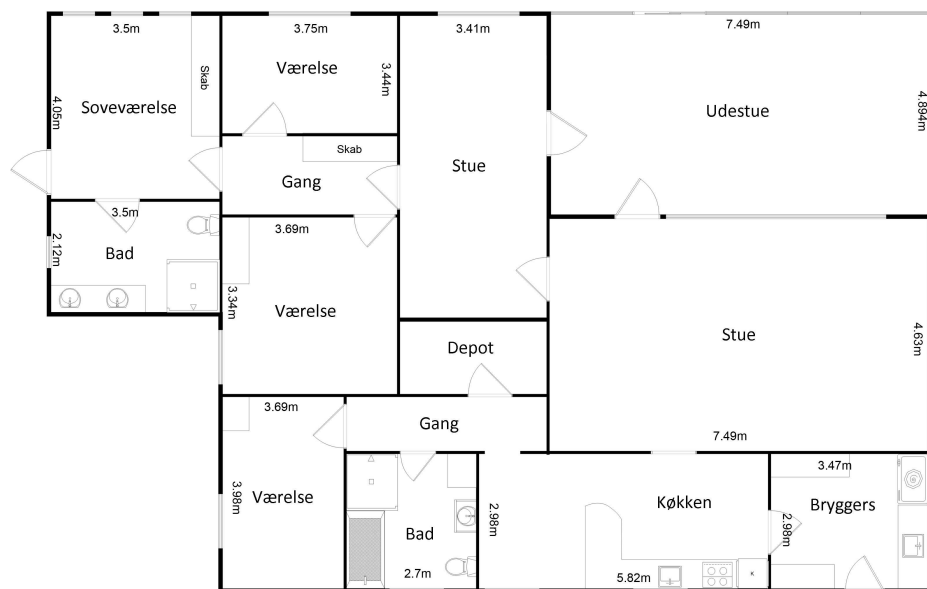 3.5m
3.75m
3.41m
7.49m
Skab
Værelse
3.44m
4.05m
Soveværelse
4.894m
Udestue
Skab
Gang
Stue
3.5m
2.12m
Bad
3.69m
3.34m
Værelse
Stue
4.63m
Depot
3.69m
Gang
7.49m
3.98m
Værelse
Bad
2.7m
2.98m
Køkken
5.82m
K
3.47m
Bryggers
2.98m